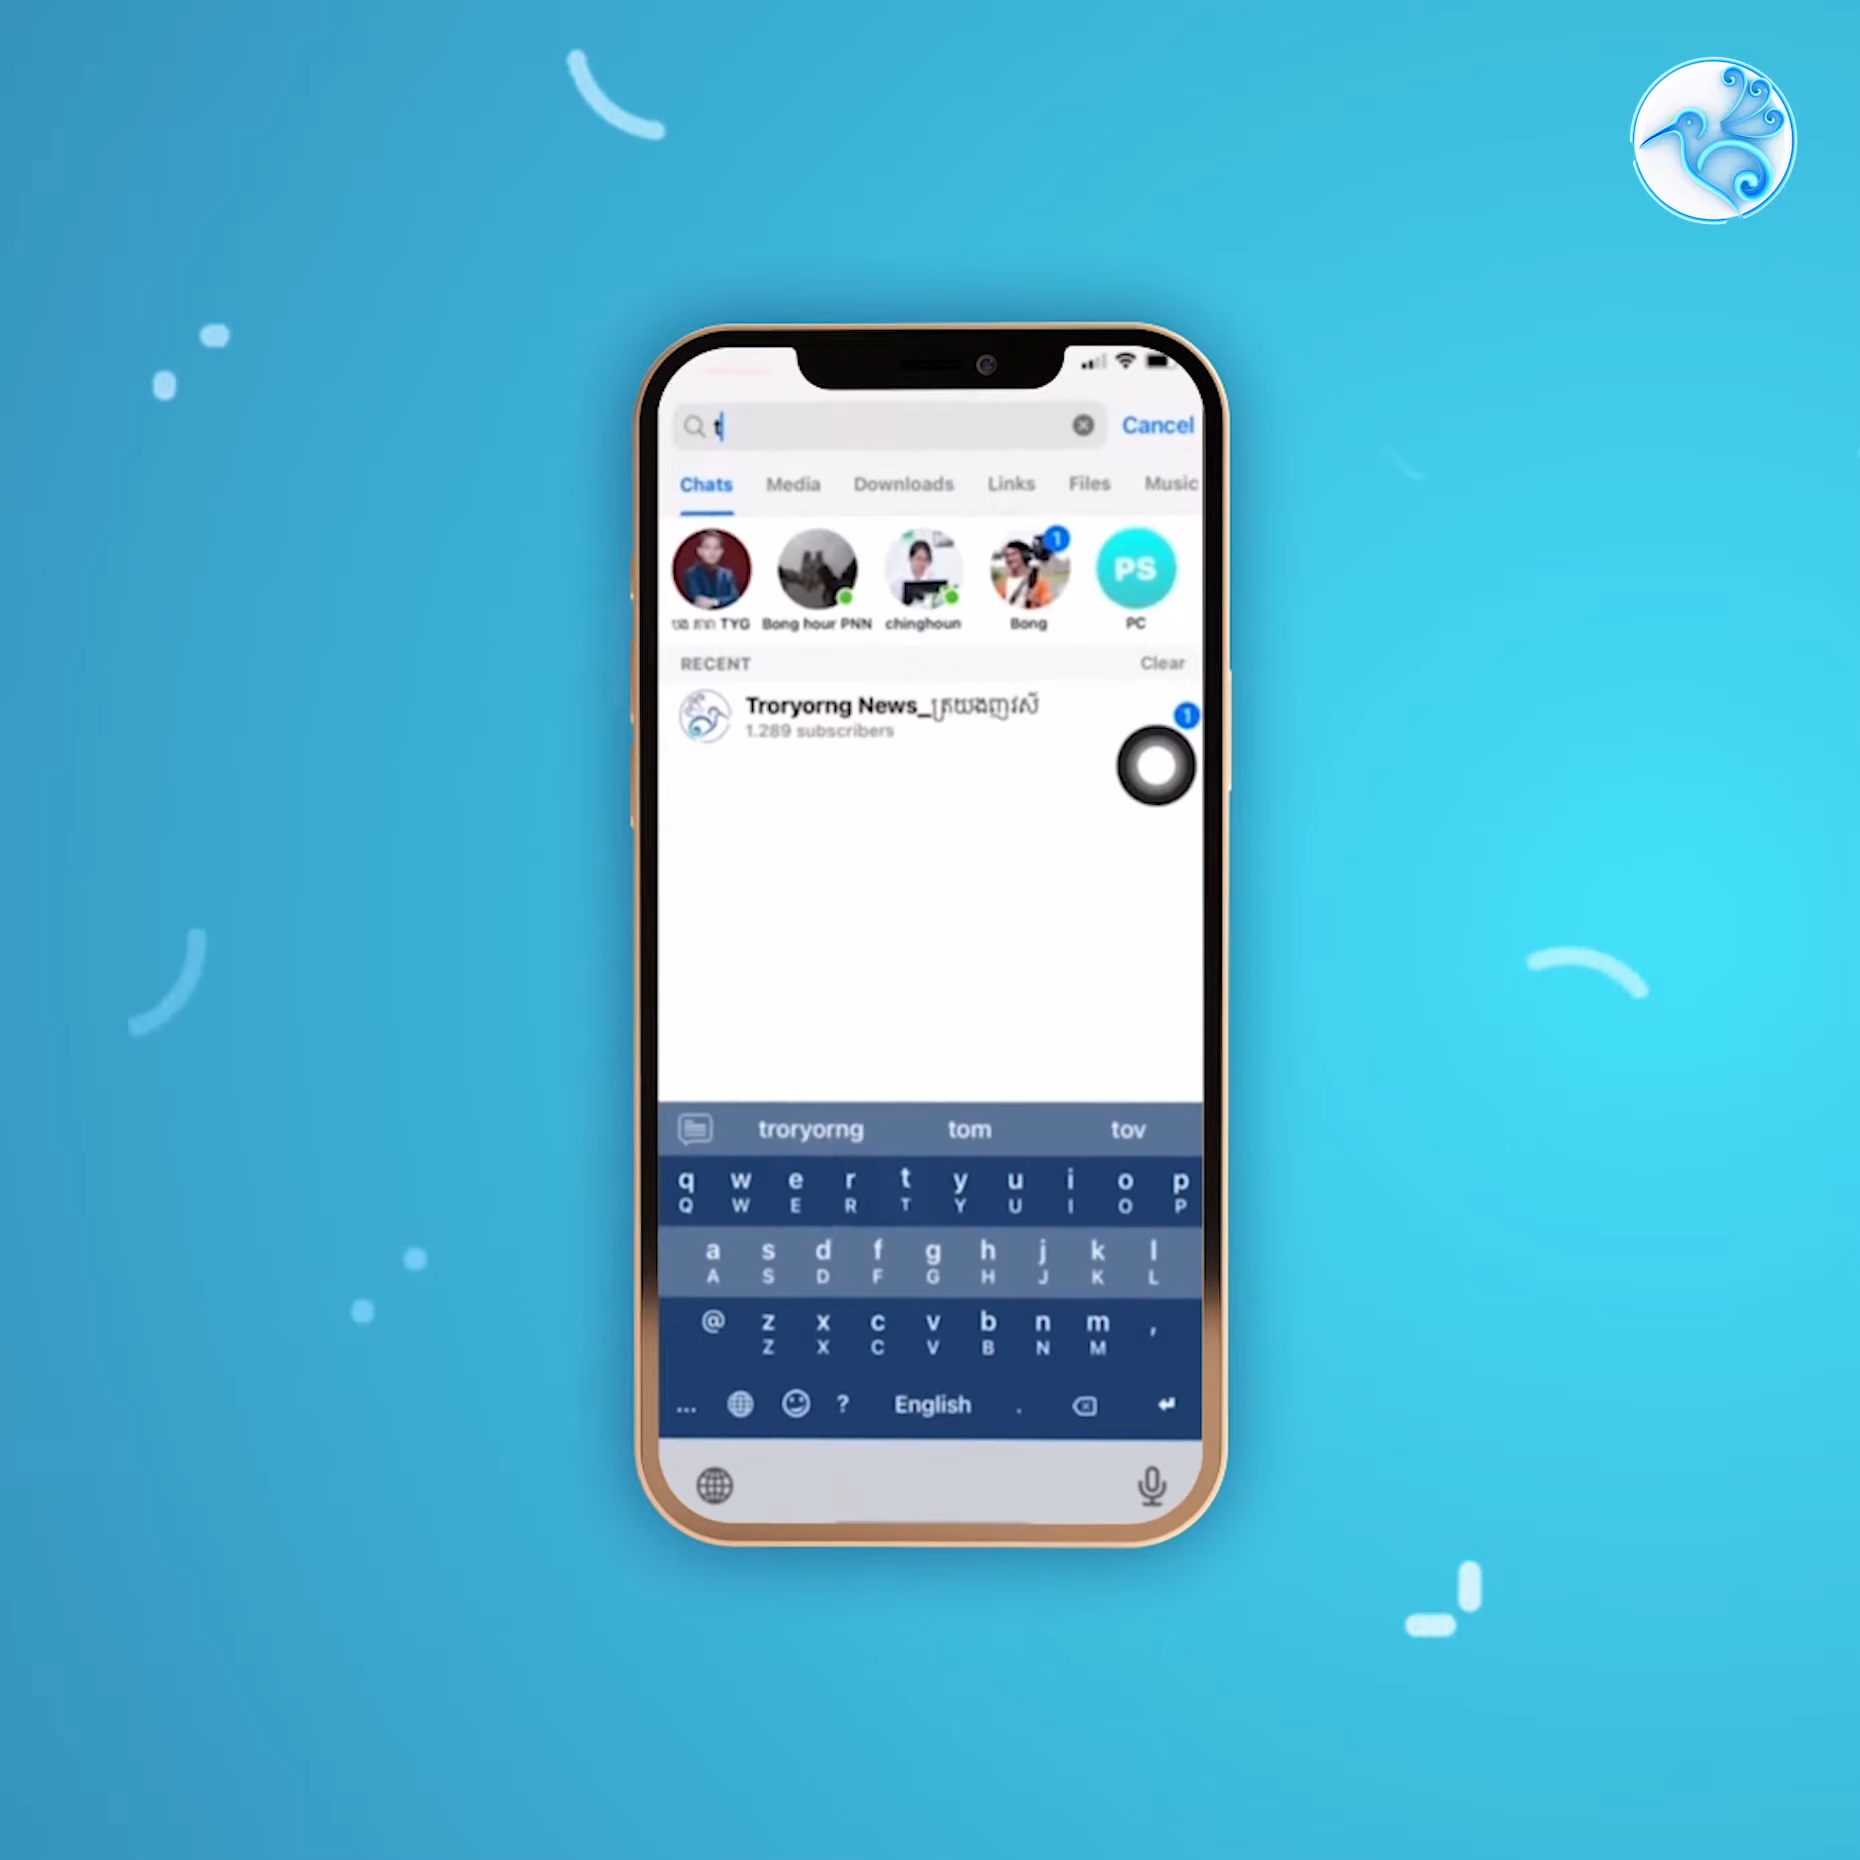 t
Cancel
Chats Media Downloads Links Files Music
PS
1
TYG Bong hour PNN chinghoun Bong PC
RECENT Clear
Troryorng News_ត្រយងញូវស៍
1.289 subscribers
1
troryorng tom tov
q w e r t y u i o p
Q W E R T Y U I O P
a s d f g h j k l
A S D F G H J K L
@ z x c v b n m ,
Z X C V B N M
... ? English .